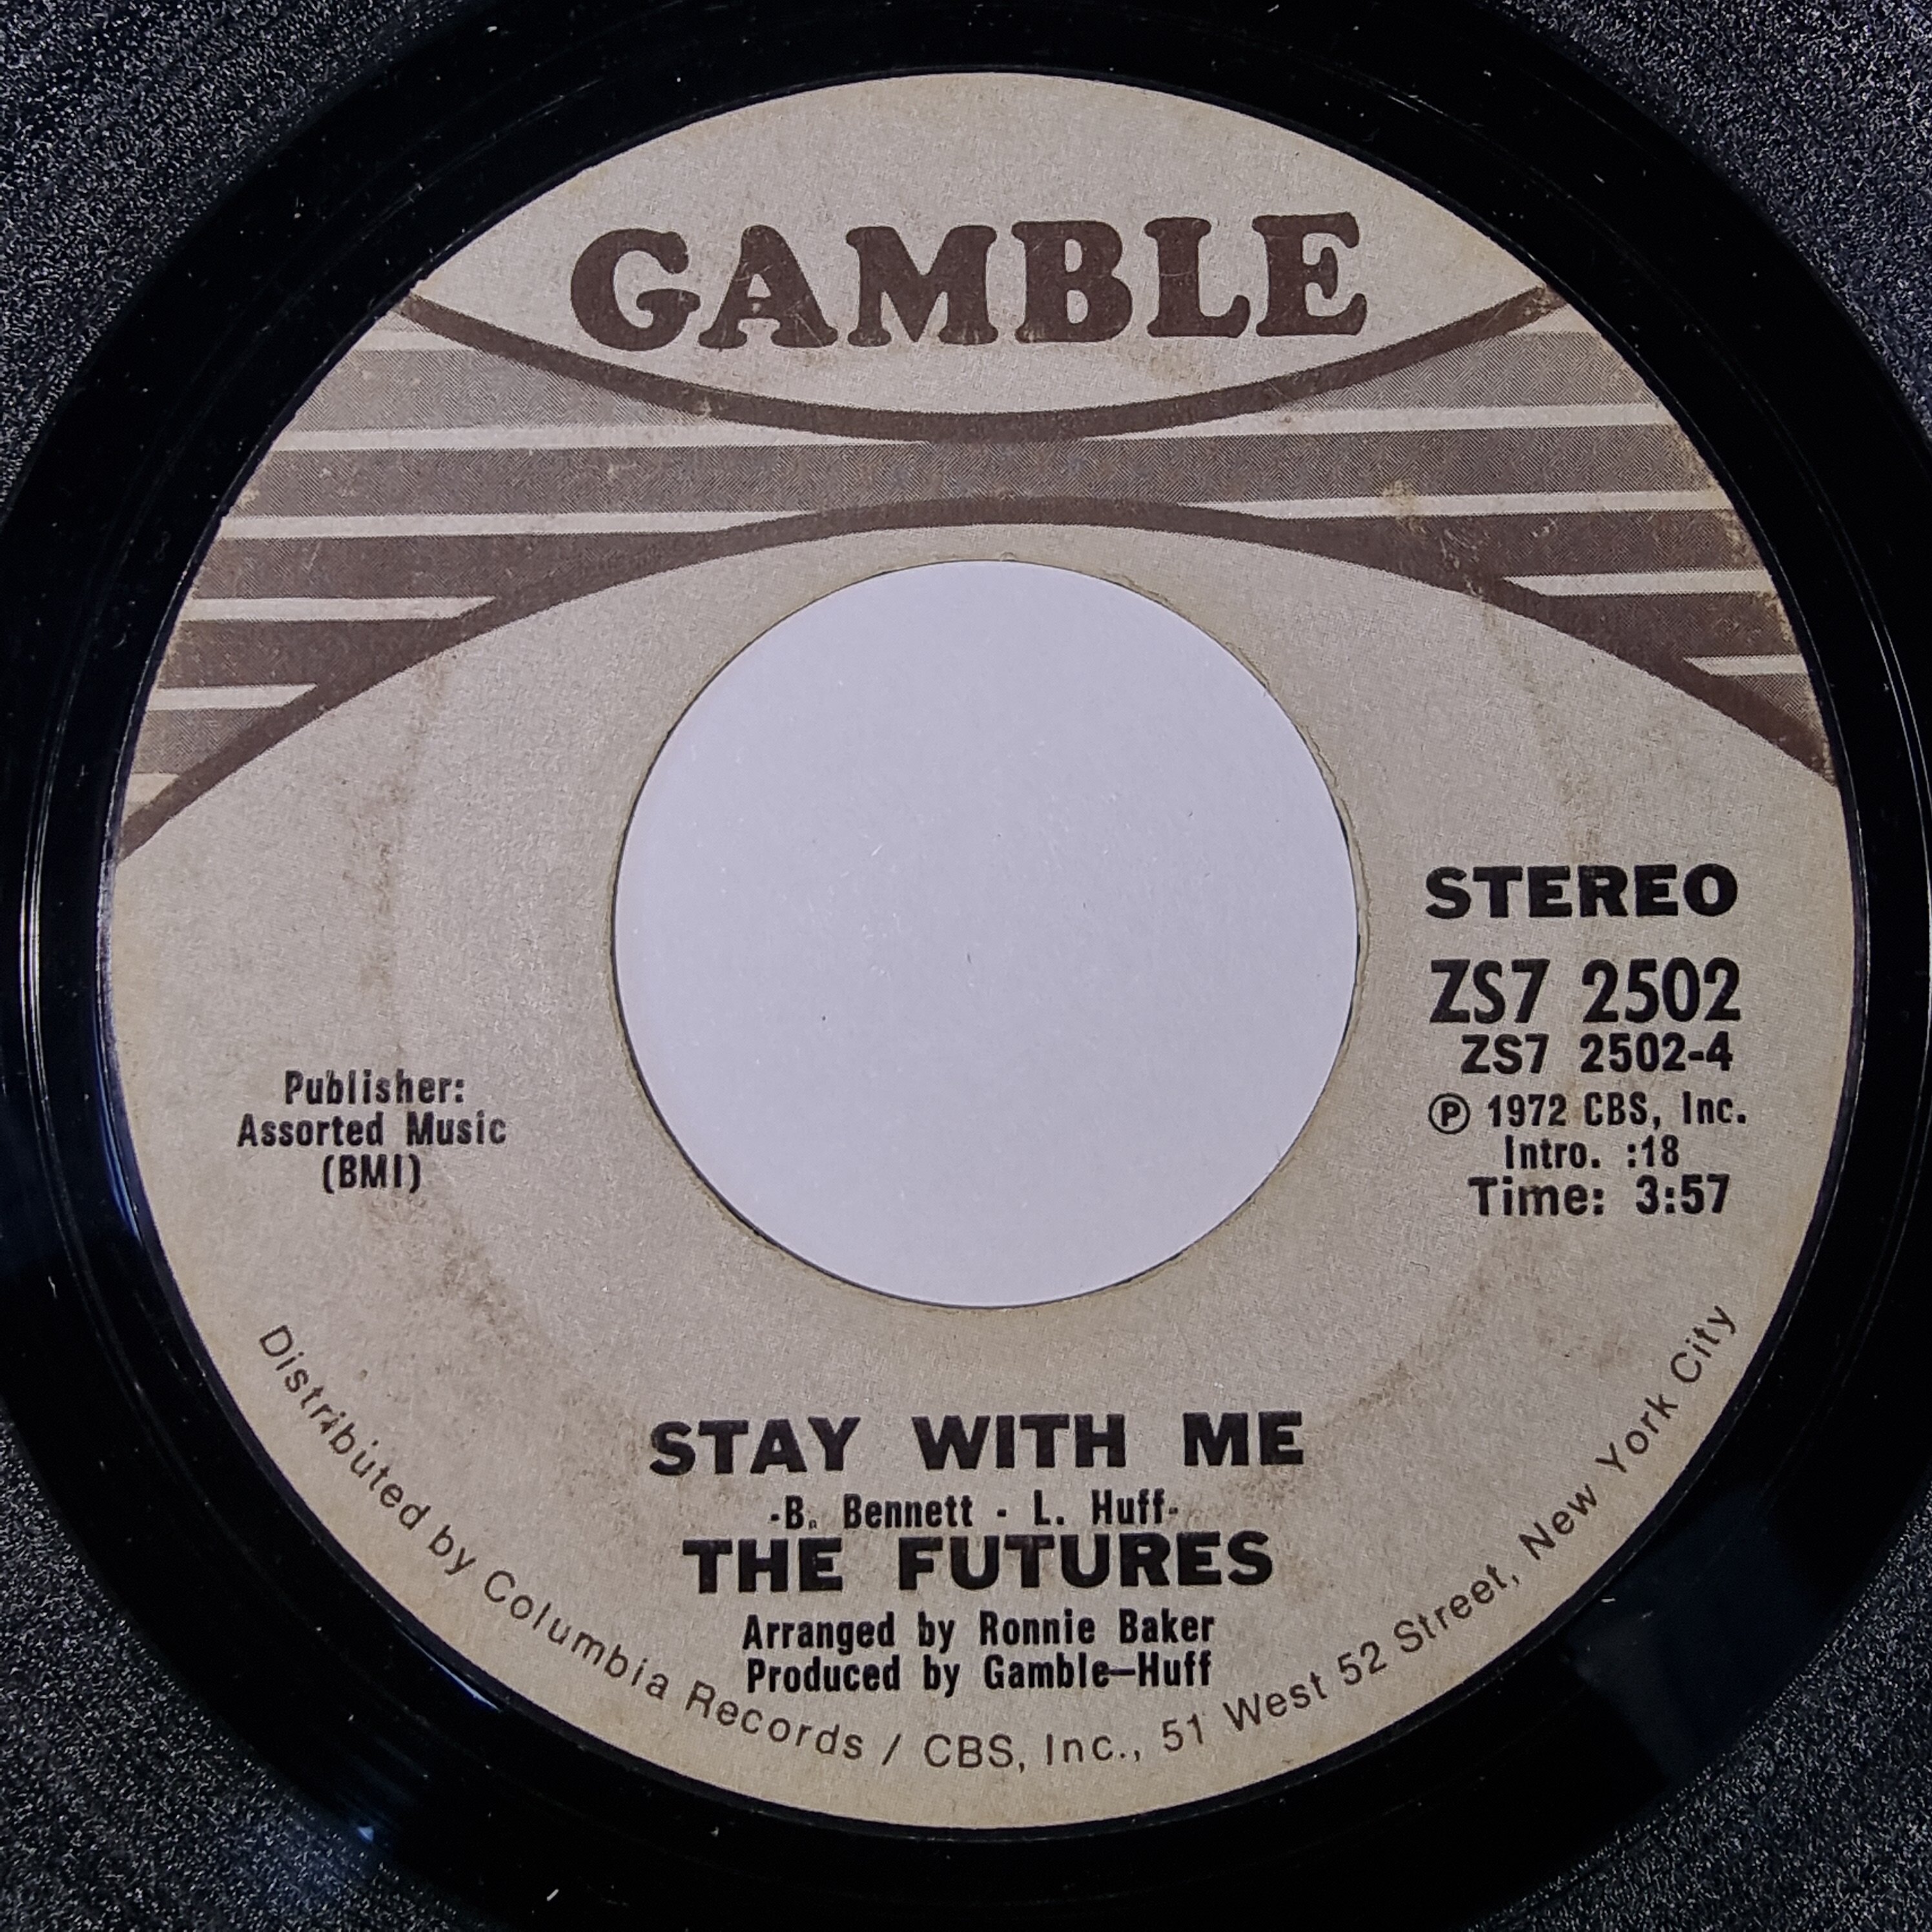 GAMBLE
STEREO
ZS7 2502
ZS7 2502-4
Ⓟ 1972 CBS, Inc.
Intro. :18
Time: 3:57
Publisher:
Assorted Music
(BMI)
STAY WITH ME
-B. Bennett - L. Huff-
THE FUTURES
Arranged by Ronnie Baker
Produced by Gamble—Huff
Distributed by Columbia Records / CBS, Inc., 51 West 52 Street, New York City